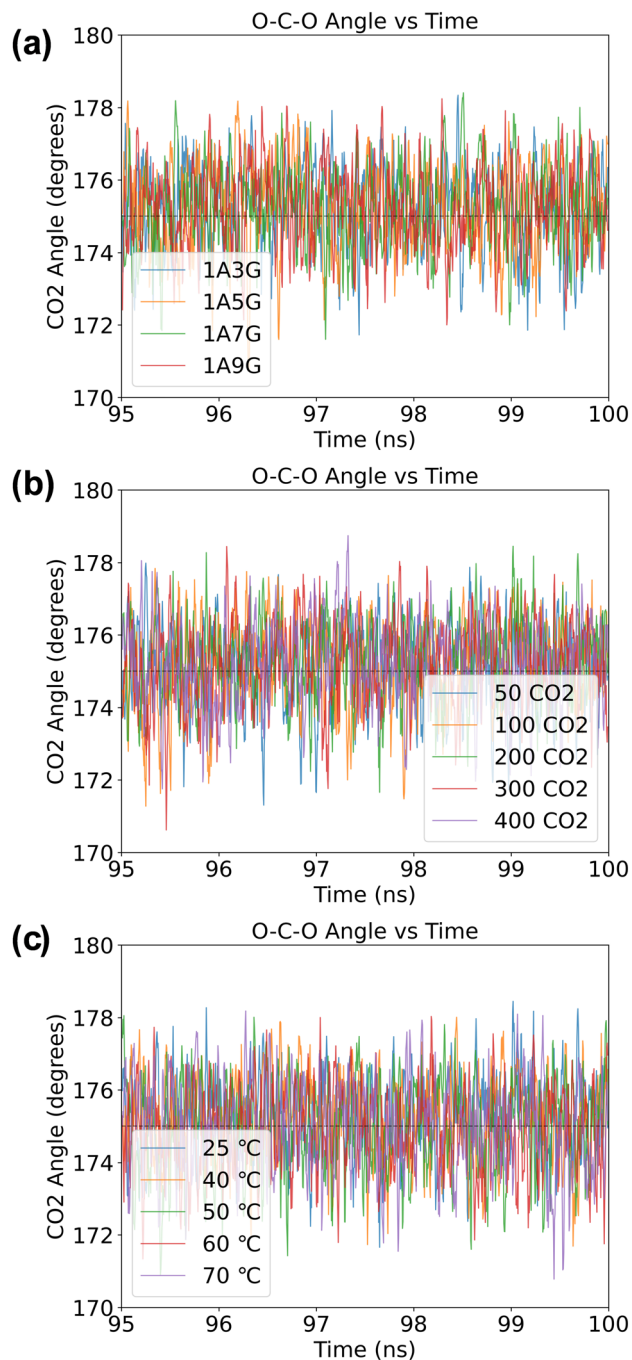 (a)
O-C-O Angle vs Time
180
178
176
174
172
170
CO2 Angle (degrees)
1A3G
1A5G
1A7G
1A9G
95 96 97 98 99 100
Time (ns)
(b)
O-C-O Angle vs Time
180
178
176
174
172
170
CO2 Angle (degrees)
50 CO2
100 CO2
200 CO2
300 CO2
400 CO2
95 96 97 98 99 100
Time (ns)
(c)
O-C-O Angle vs Time
180
178
176
174
172
170
CO2 Angle (degrees)
25 ℃
40 ℃
50 ℃
60 ℃
70 ℃
95 96 97 98 99 100
Time (ns)